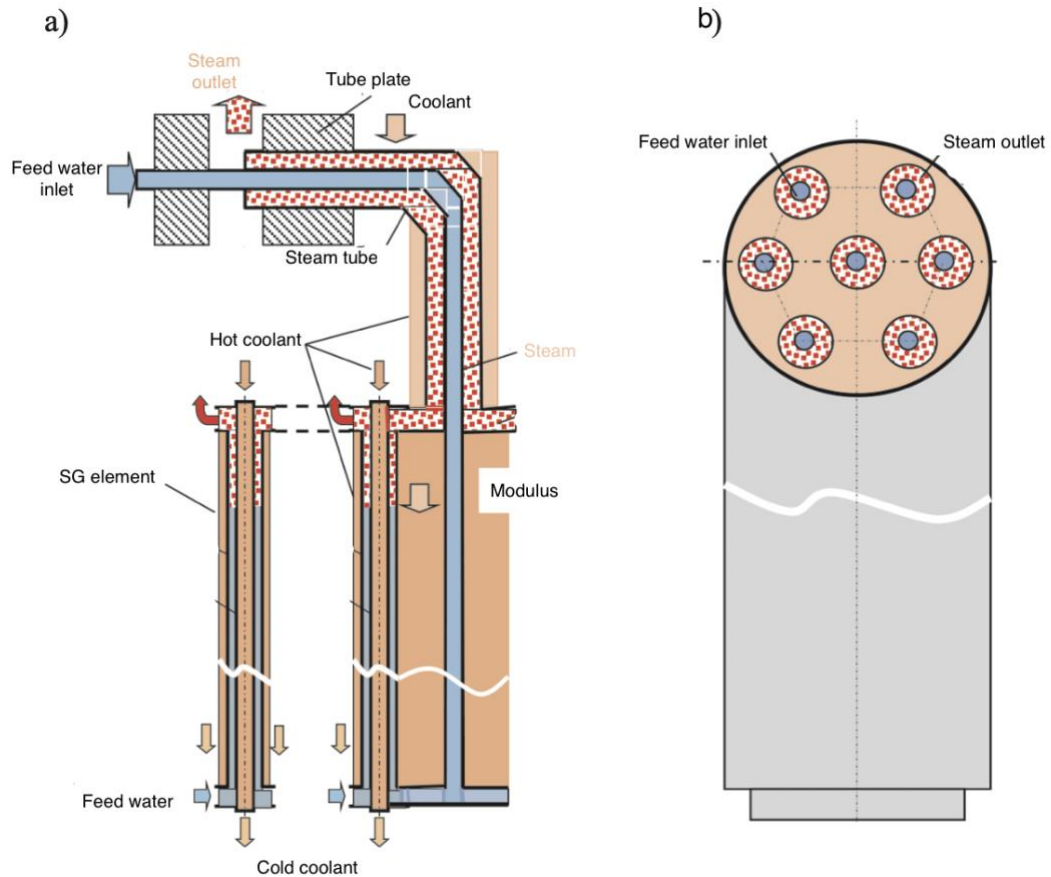 a)
b)
Steam
outlet
Tube plate
Coolant
Feed water
inlet
Steam tube
Hot coolant
Steam
SG element
Modulus
Feed water
Cold coolant
Feed water inlet
Steam outlet